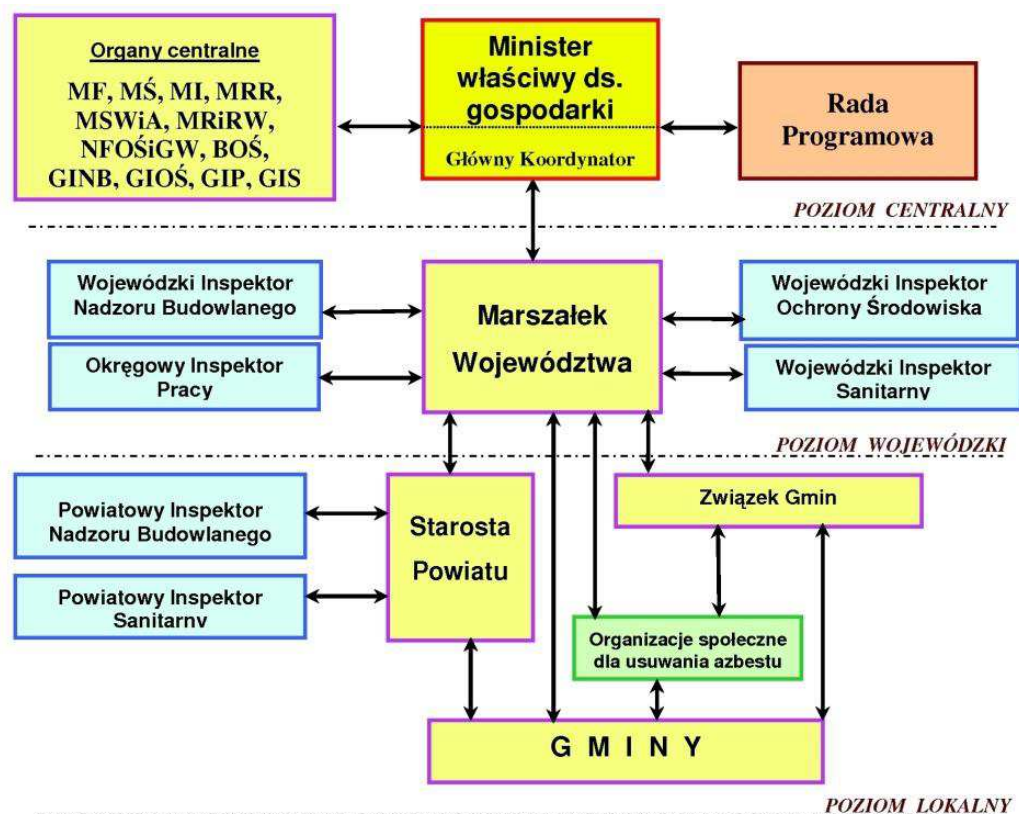 Organy centralne
MF, MŚ, MI, MRR,
MSWiA, MRiRW,
NFOŚiGW, BOŚ,
GINB, GIOŚ, GIP, GIS
Minister
właściwy ds.
gospodarki
Główny Koordynator
Rada
Programowa
POZIOM CENTRALNY
Wojewódzki Inspektor
Nadzoru Budowlanego
Okręgowy Inspektor
Pracy
Marszałek
Województwa
Wojewódzki Inspektor
Ochrony Środowiska
Wojewódzki Inspektor
Sanitarny
POZIOM WOJEWÓDZKI
Powiatowy Inspektor
Nadzoru Budowlanego
Powiatowy Inspektor
Sanitarny
Starosta
Powiatu
Związek Gmin
Organizacje społeczne
dla usuwania azbestu
G M I N Y
POZIOM LOKALNY